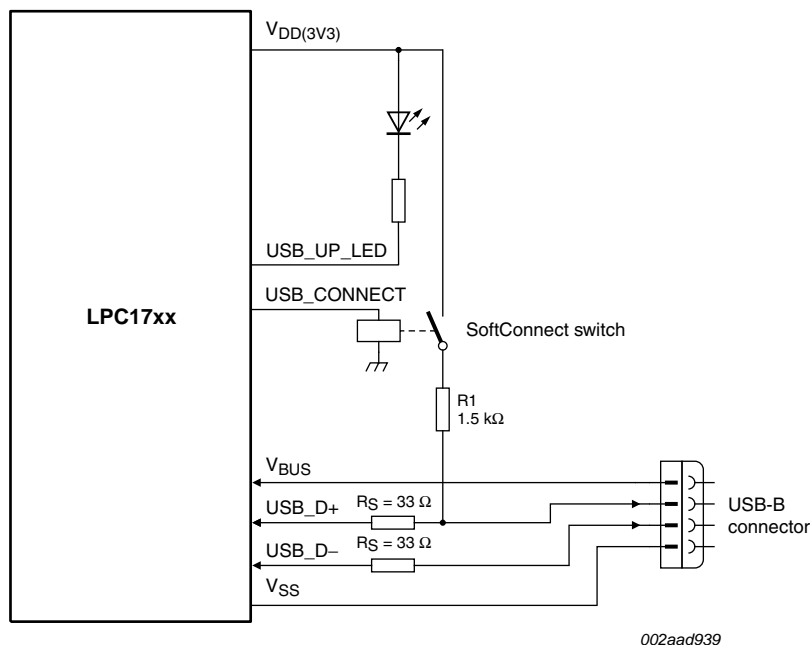 V_DD(3V3)
USB_UP_LED
USB_CONNECT
LPC17xx
SoftConnect switch
R1
1.5 kΩ
V_BUS
USB_D+
R_S = 33 Ω
USB-B
connector
USB_D−
R_S = 33 Ω
V_SS
002aad939